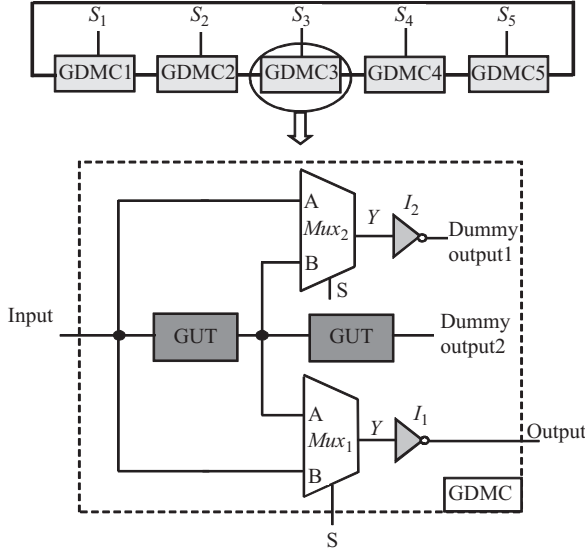 S1 S2 S3 S4 S5
GDMC1 GDMC2 GDMC3 GDMC4 GDMC5
A
Mux2
B
Y
I2
Dummy
output1
S
Input
GUT
GUT
Dummy
output2
A
Mux1
B
Y
I1
Output
GDMC
S